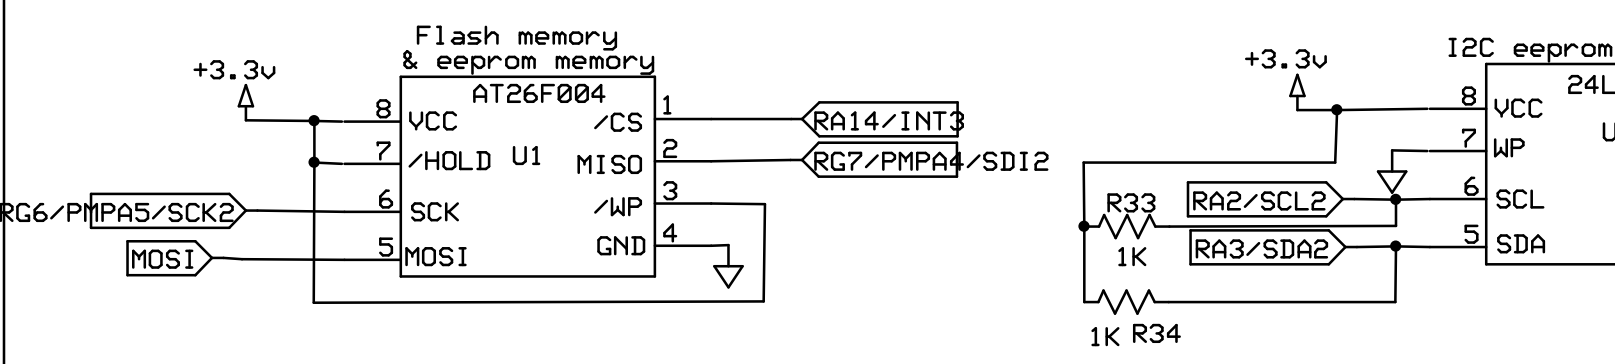 Flash memory
& eeprom memory
+3.3v
AT26F004
8
VCC
/CS
1
RA14/INT3
7
/HOLD
U1
MISO
2
RG7/PMPA4/SDI2
RG6/PMPA5/SCK2
6
SCK
/WP
3
MOSI
5
MOSI
GND
4
I2C eeprom
+3.3v
24L
8
VCC
7
WP
RA2/SCL2
6
SCL
R33
1K
RA3/SDA2
5
SDA
1K R34